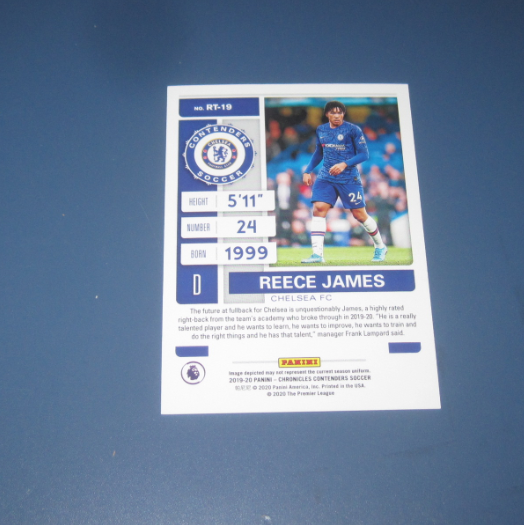 NO. RT-19
CONTENDERS
CHELSEA
SOCCER
HEIGHT 5'11"
NUMBER 24
BORN 1999
24
D
REECE JAMES
CHELSEA FC
The future at fullback for Chelsea is unquestionality James, a highly rated
right-back from the team's academy who broke through in 2019-20. "He is a really
talented player and he wants to learn, he wants to improve, he wants to train and
do the right things and he has that talent," manager Frank Lampard said.
PANINI
Image depicted may not represent the current season uniform.
2019-20 PANINI – CHRONICLES CONTENDERS SOCCER
© 2020 Panini America, Inc. Printed in the USA.
© 2020 The Premier League